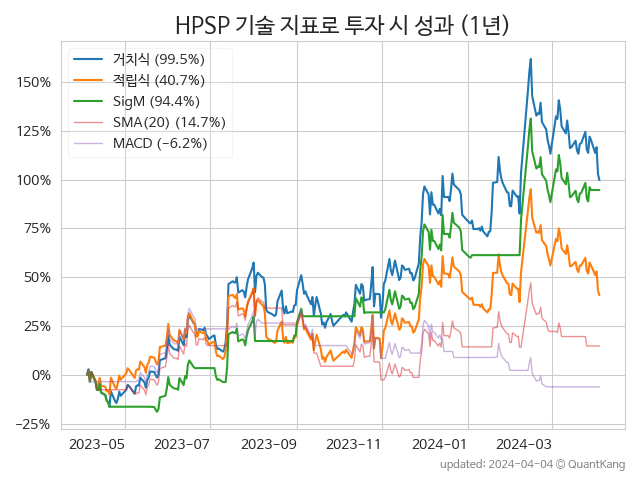 HPSP 기술 지표로 투자 시 성과 (1년)
거치식 (99.5%)
적립식 (40.7%)
SigM (94.4%)
SMA(20) (14.7%)
MACD (−6.2%)
150%
125%
100%
75%
50%
25%
0%
−25%
2023-05 2023-07 2023-09 2023-11 2024-01 2024-03
updated: 2024-04-04 © QuantKang